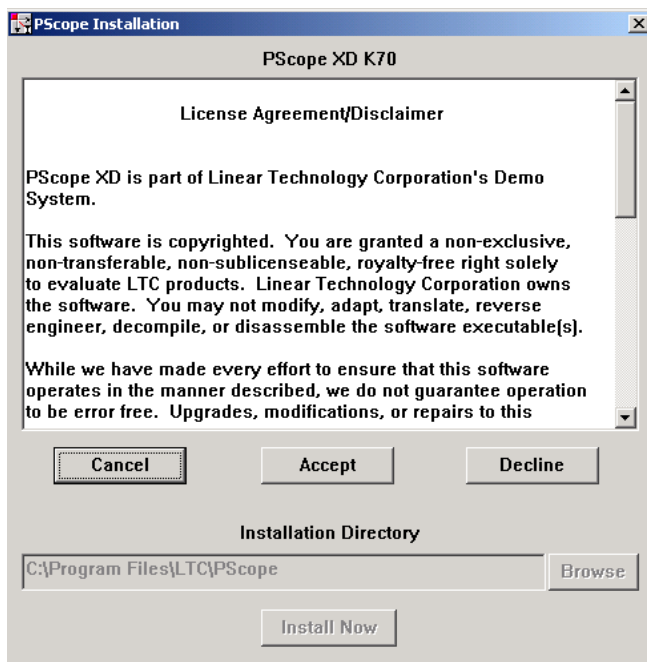 PScope Installation
PScope XD K70
License Agreement/Disclaimer
PScope XD is part of Linear Technology Corporation's Demo
System.
This software is copyrighted.  You are granted a non-exclusive,
non-transferable, non-sublicenseable, royalty-free right solely
to evaluate LTC products.  Linear Technology Corporation owns
the software.  You may not modify, adapt, translate, reverse
engineer, decompile, or disassemble the software executable(s).
While we have made every effort to ensure that this software
operates in the manner described, we do not guarantee operation
to be error free.  Upgrades, modifications, or repairs to this
Cancel Accept Decline
Installation Directory
C:\Program Files\LTC\PScope Browse
Install Now